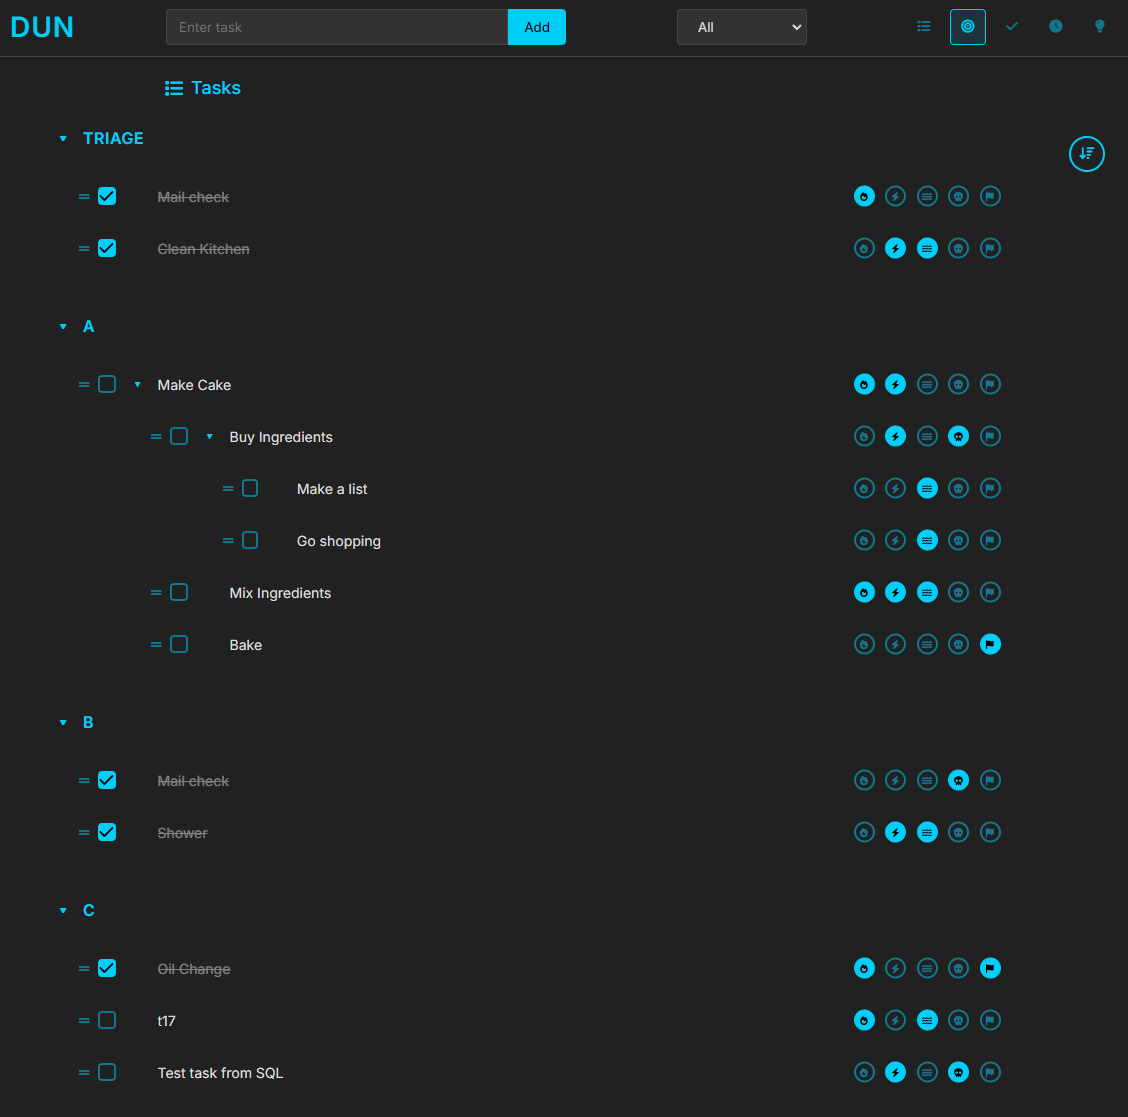 DUN
Enter task
Add
All
Tasks
TRIAGE
Mail check
Clean Kitchen
A
Make Cake
Buy Ingredients
Make a list
Go shopping
Mix Ingredients
Bake
B
Mail check
Shower
C
Oil Change
t17
Test task from SQL